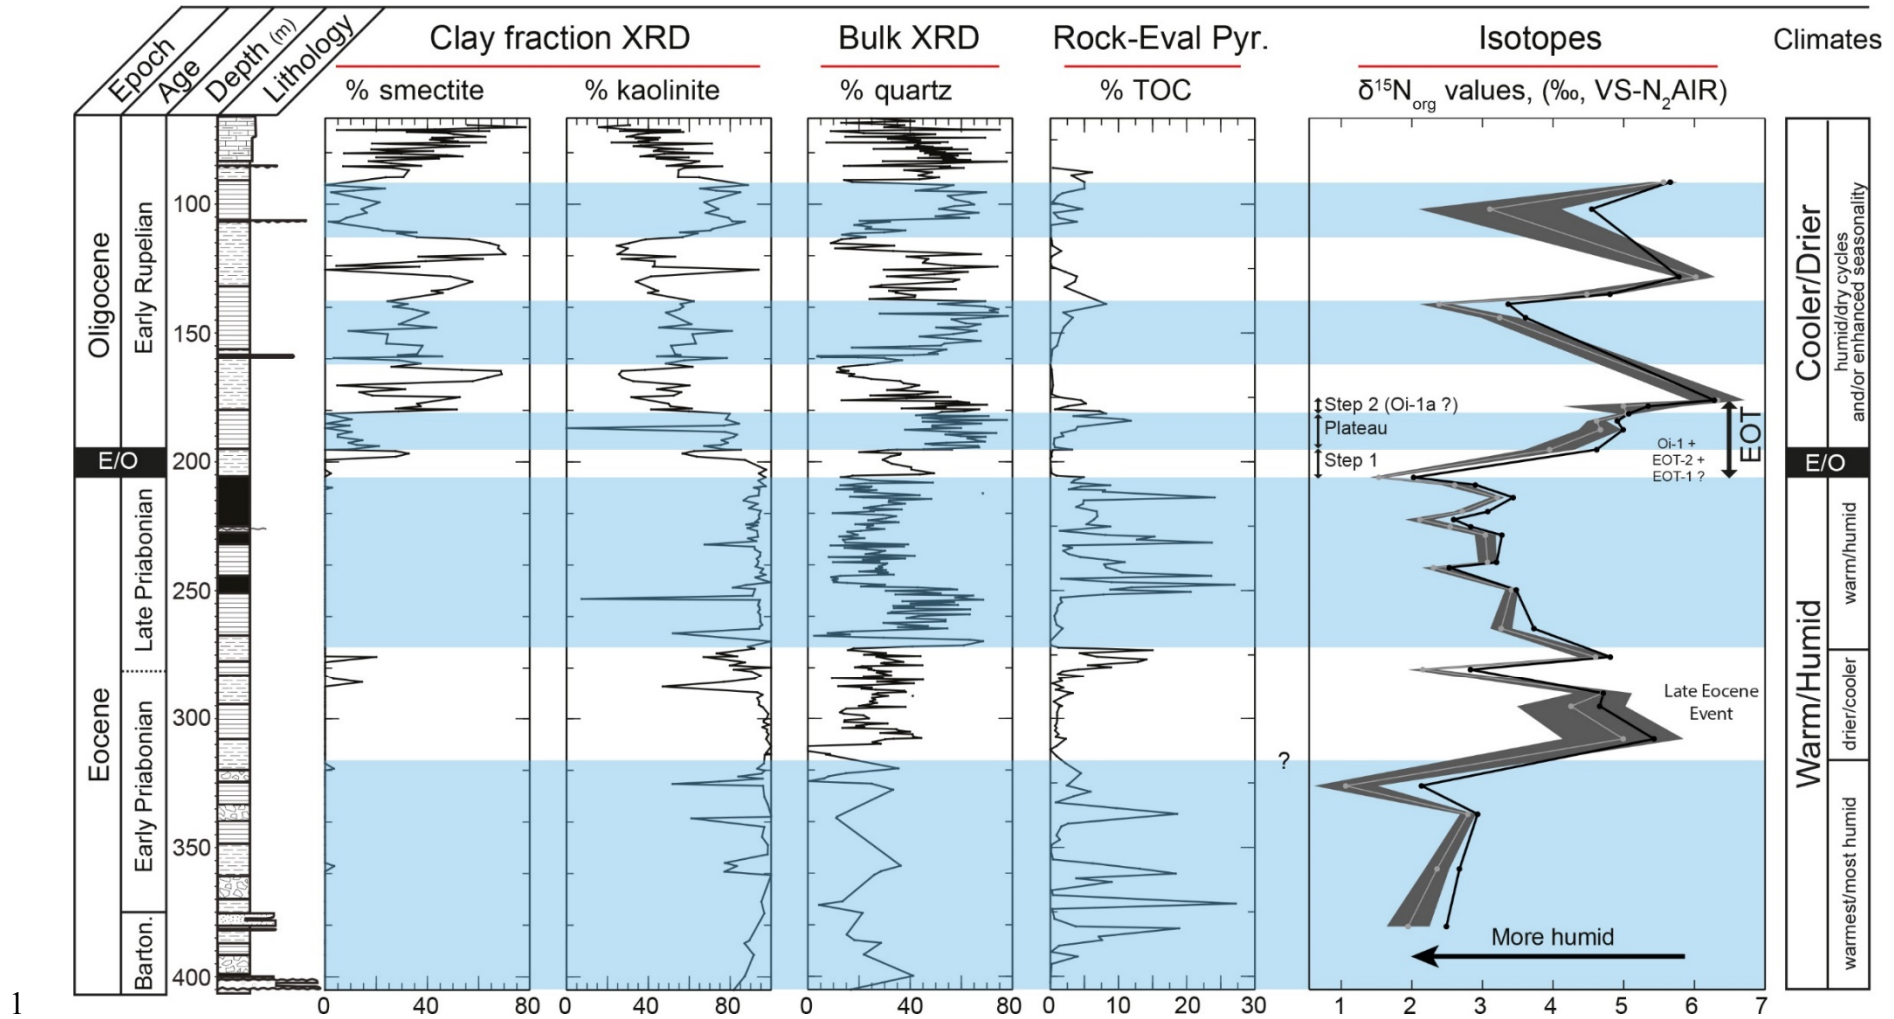 Epoch
Age
Depth (m)
Lithology
Clay fraction XRD
Bulk XRD
Rock-Eval Pyr.
Isotopes
Climates
% smectite
% kaolinite
% quartz
% TOC
δ¹⁵Norg values, (‰, VS-N₂AIR)
Oligocene
Early Rupelian
E/O
Eocene
Late Priabonian
Early Priabonian
Barton.
100
150
200
250
300
350
400
Step 2 (Oi-1a ?)
Plateau
Step 1
EOT
Oi-1 +
EOT-2 +
EOT-1 ?
Late Eocene
Event
?
More humid
Cooler/Drier
humid/dry cycles
and/or enhanced seasonality
E/O
Warm/Humid
warm/humid
drier/cooler
warmest/most humid
1
0 40 80
0 40 80
0 40 80
0 10 20 30
1 2 3 4 5 6 7